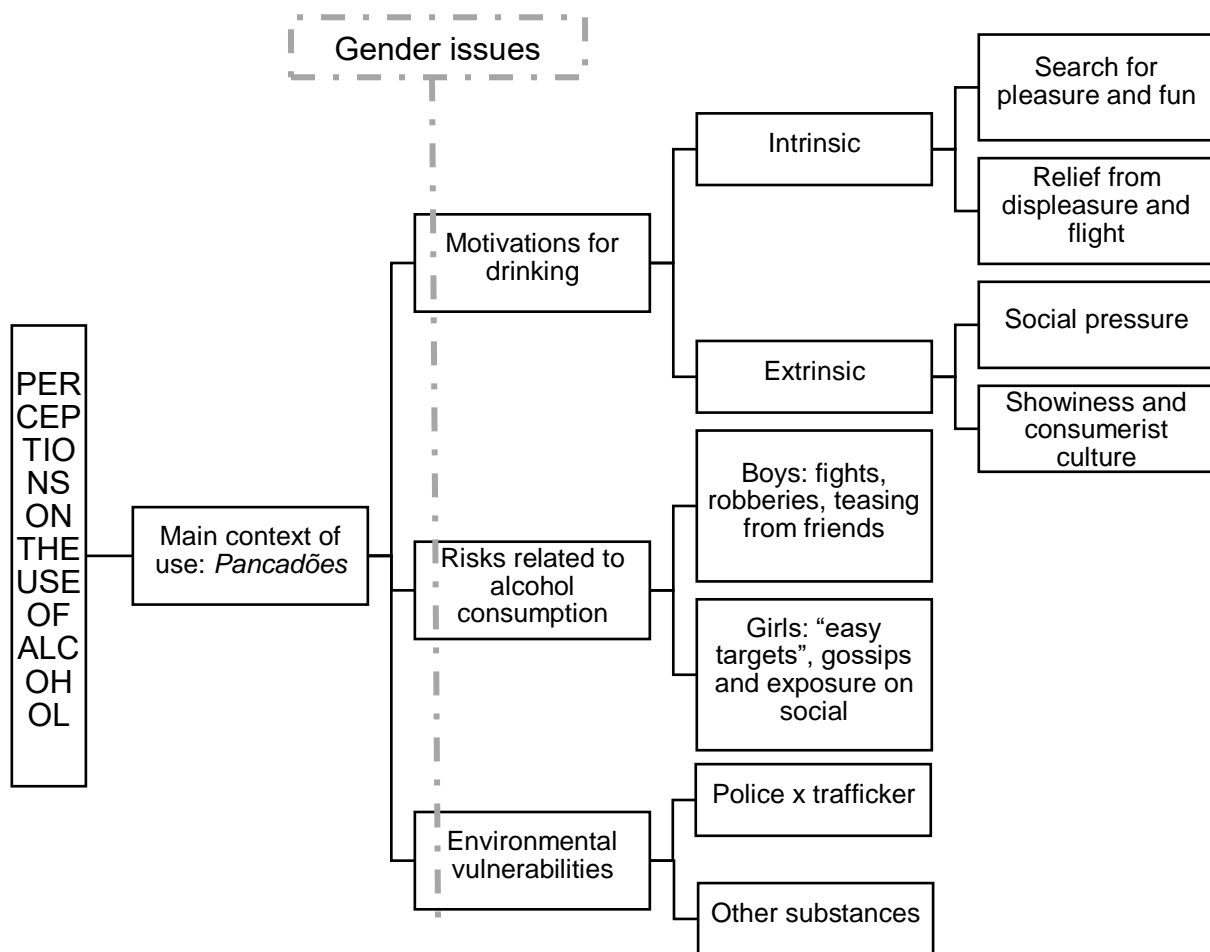 Gender issues
PER
CEP
TIO
NS
ON
THE
USE
OF
ALC
OH
OL
Main context of
use: Pancadões
Motivations for
drinking
Intrinsic
Search for
pleasure and fun
Relief from
displeasure and
flight
Extrinsic
Social pressure
Showiness and
consumerist
culture
Risks related to
alcohol
consumption
Boys: fights,
robberies, teasing
from friends
Girls: “easy
targets”, gossips
and exposure on
social
Environmental
vulnerabilities
Police x trafficker
Other substances